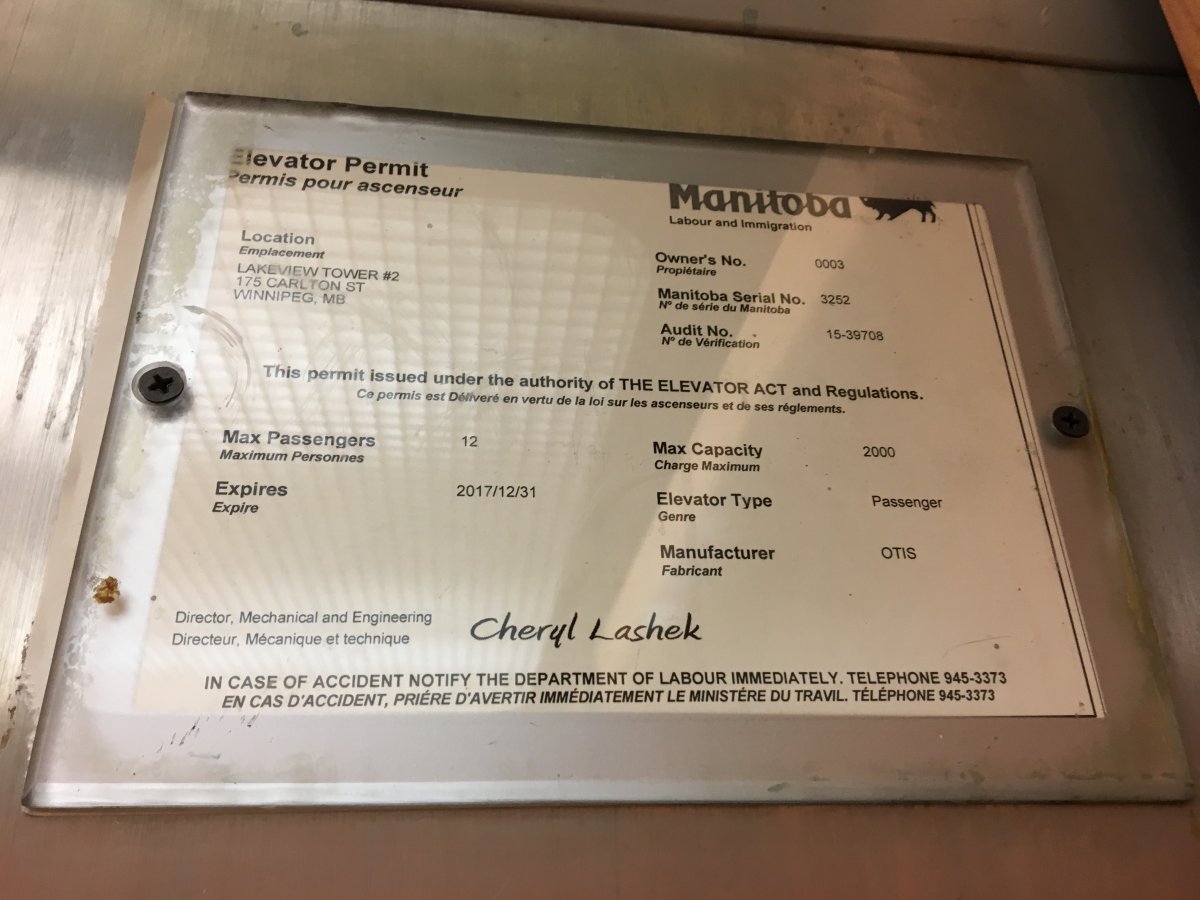 Elevator Permit
Permis pour ascenseur
Manitoba
Labour and Immigration
Location
Emplacement
LAKEVIEW TOWER #2
175 CARLTON ST
WINNIPEG, MB
Owner's No. 0003
Propiétaire
Manitoba Serial No. 3252
N° de série du Manitoba
Audit No. 15-39708
N° de Vérification
This permit issued under the authority of THE ELEVATOR ACT and Regulations.
Ce permis est Déliveré en vertu de la loi sur les ascenseurs et de ses réglements.
Max Passengers 12
Maximum Personnes
Expires 2017/12/31
Expire
Max Capacity 2000
Charge Maximum
Elevator Type Passenger
Genre
Manufacturer OTIS
Fabricant
Director, Mechanical and Engineering
Directeur, Mécanique et technique
Cheryl Lashek
IN CASE OF ACCIDENT NOTIFY THE DEPARTMENT OF LABOUR IMMEDIATELY. TELEPHONE 945-3373
EN CAS D'ACCIDENT, PRIÉRE D'AVERTIR IMMÉDIATEMENT LE MINISTÉRE DU TRAVIL. TÉLÉPHONE 945-3373